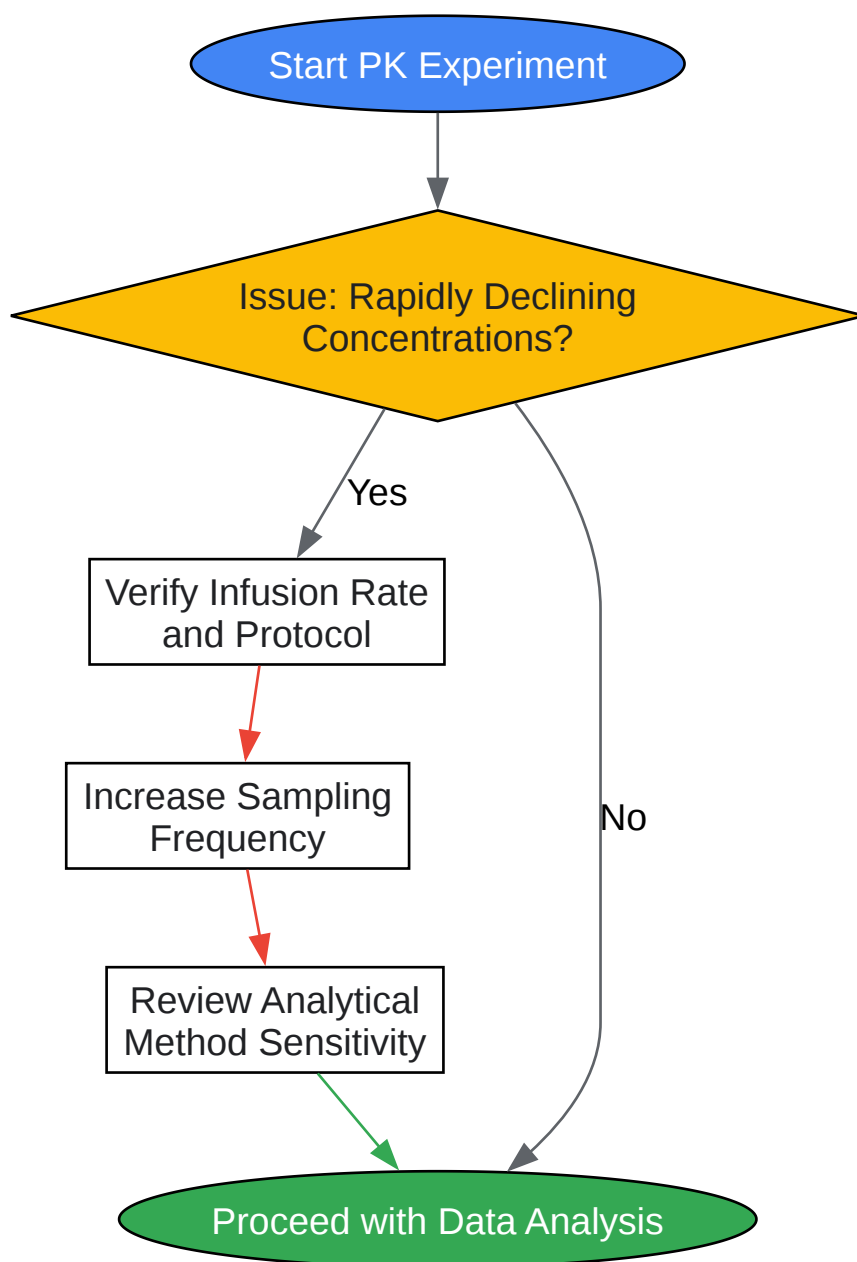 Start PK Experiment
Issue: Rapidly Declining
Concentrations?
Yes
Verify Infusion Rate
and Protocol
Increase Sampling
Frequency
No
Review Analytical
Method Sensitivity
Proceed with Data Analysis